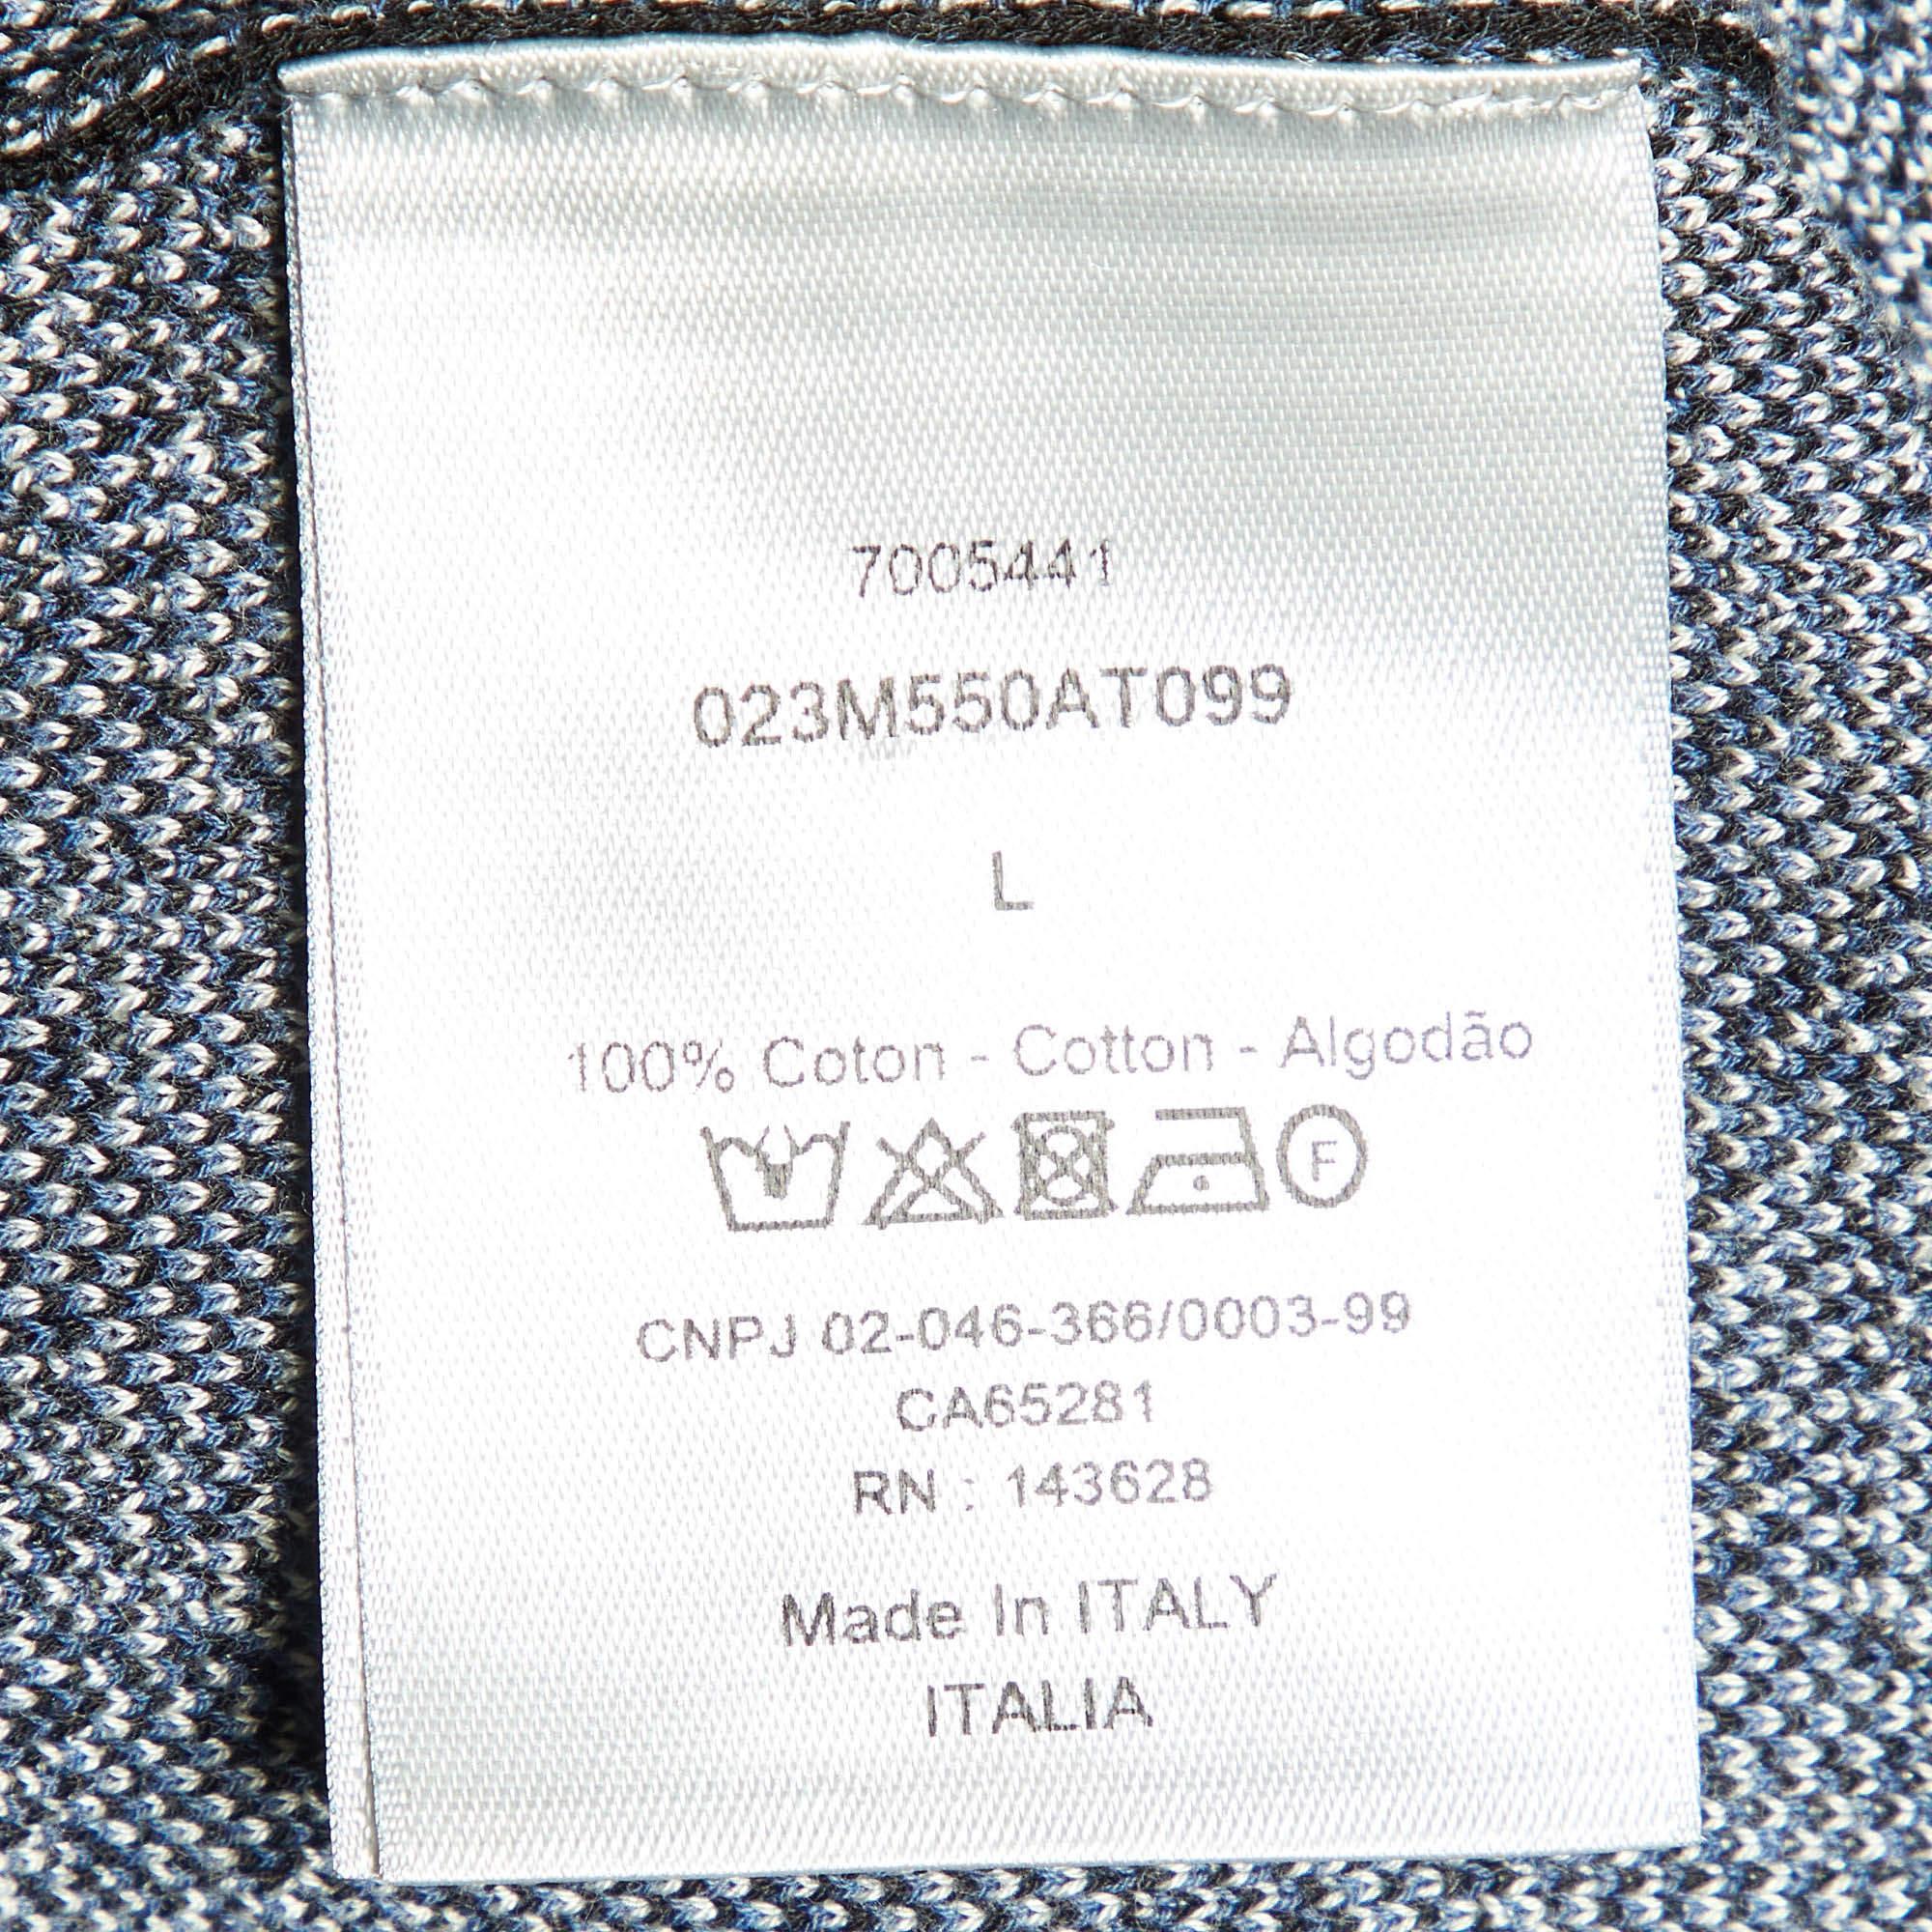 7005441
023M550AT099
L
100% Coton - Cotton - Algodão
F
CNPJ 02-046-366/0003-99
CA65281
RN : 143628
Made In ITALY
ITALIA